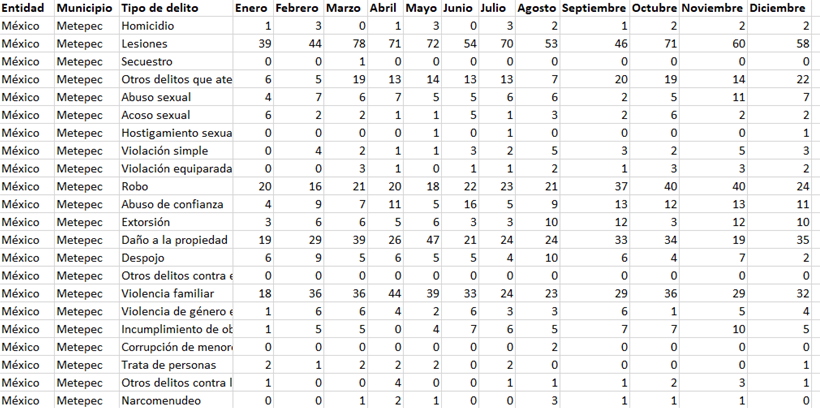 Entidad Municipio Tipo de delito Enero Febrero Marzo Abril Mayo Junio Julio Agosto Septiembre Octubre Noviembre Diciembre
México Metepec Homicidio 1 3 0 1 3 0 3 2 1 2 2 2
México Metepec Lesiones 39 44 78 71 72 54 70 53 46 71 60 58
México Metepec Secuestro 0 0 1 0 0 0 0 0 0 0 0 0
México Metepec Otros delitos que ate 6 5 19 13 14 13 13 7 20 19 14 22
México Metepec Abuso sexual 4 7 6 7 5 5 6 6 2 5 11 7
México Metepec Acoso sexual 6 2 2 1 1 5 1 3 2 6 2 2
México Metepec Hostigamiento sexua 0 0 0 0 1 0 1 0 0 0 0 1
México Metepec Violación simple 0 4 2 1 1 3 2 5 3 2 5 3
México Metepec Violación equiparada 0 0 3 1 0 1 1 2 1 3 3 2
México Metepec Robo 20 16 21 20 18 22 23 21 37 40 40 24
México Metepec Abuso de confianza 4 9 7 11 5 16 5 9 13 12 13 11
México Metepec Extorsión 3 6 6 5 6 3 3 10 12 3 12 10
México Metepec Daño a la propiedad 19 29 39 26 47 21 24 24 33 34 19 35
México Metepec Despojo 6 9 5 6 5 5 4 10 6 4 7 2
México Metepec Otros delitos contra e 0 0 0 0 0 0 0 0 0 0 0 0
México Metepec Violencia familiar 18 36 36 44 39 33 24 23 29 36 29 32
México Metepec Violencia de género e 1 6 6 4 2 6 3 3 6 1 5 4
México Metepec Incumplimiento de ob 1 5 5 0 4 7 6 5 7 7 10 5
México Metepec Corrupción de menor 0 0 0 0 0 0 0 2 0 0 0 0
México Metepec Trata de personas 2 1 2 2 2 0 2 0 0 0 0 1
México Metepec Otros delitos contra l 1 0 0 4 0 0 1 1 1 2 3 1
México Metepec Narcomenudeo 0 0 1 2 1 0 0 3 1 1 1 0